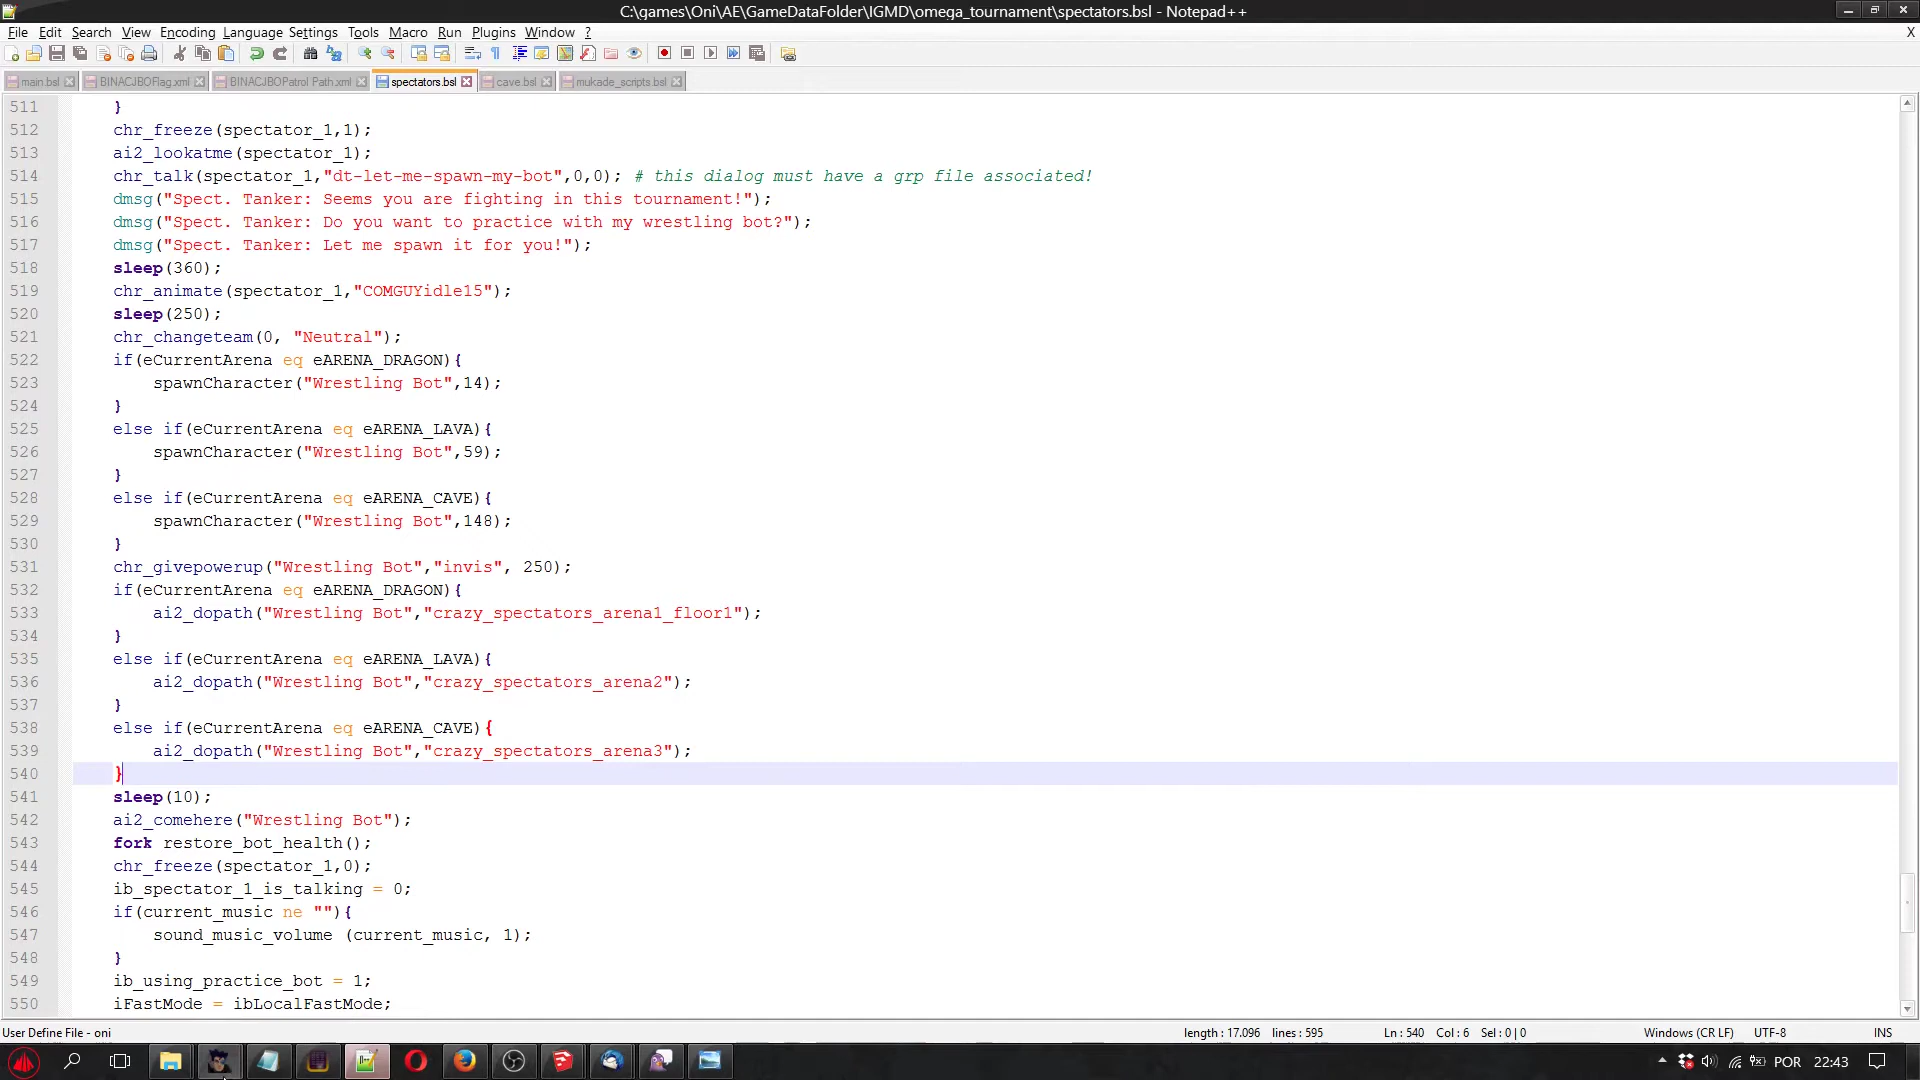 C:\games\Oni\AE\GameDataFolder\IGMD\omega_tournament\spectators.bsl - Notepad++
File Edit Search View Encoding Language Settings Tools Macro Run Plugins Window ? X
main.bsl BINACJBOFlag.xml BINACJBOPatrol Path.xml spectators.bsl cave.bsl mukade_scripts.bsl
511 }
512 chr_freeze(spectator_1,1);
513 ai2_lookatme(spectator_1);
514 chr_talk(spectator_1,"dt-let-me-spawn-my-bot",0,0); # this dialog must have a grp file associated!
515 dmsg("Spect. Tanker: Seems you are fighting in this tournament!");
516 dmsg("Spect. Tanker: Do you want to practice with my wrestling bot?");
517 dmsg("Spect. Tanker: Let me spawn it for you!");
518 sleep(360);
519 chr_animate(spectator_1,"COMGUYidle15");
520 sleep(250);
521 chr_changeteam(0, "Neutral");
522 if(eCurrentArena eq eARENA_DRAGON){
523 spawnCharacter("Wrestling Bot",14);
524 }
525 else if(eCurrentArena eq eARENA_LAVA){
526 spawnCharacter("Wrestling Bot",59);
527 }
528 else if(eCurrentArena eq eARENA_CAVE){
529 spawnCharacter("Wrestling Bot",148);
530 }
531 chr_givepowerup("Wrestling Bot","invis", 250);
532 if(eCurrentArena eq eARENA_DRAGON){
533 ai2_dopath("Wrestling Bot","crazy_spectators_arena1_floor1");
534 }
535 else if(eCurrentArena eq eARENA_LAVA){
536 ai2_dopath("Wrestling Bot","crazy_spectators_arena2");
537 }
538 else if(eCurrentArena eq eARENA_CAVE){
539 ai2_dopath("Wrestling Bot","crazy_spectators_arena3");
540 }
541 sleep(10);
542 ai2_comehere("Wrestling Bot");
543 fork restore_bot_health();
544 chr_freeze(spectator_1,0);
545 ib_spectator_1_is_talking = 0;
546 if(current_music ne ""){
547 sound_music_volume (current_music, 1);
548 }
549 ib_using_practice_bot = 1;
550 iFastMode = ibLocalFastMode;
User Define File - oni length : 17.096 lines : 595 Ln : 540 Col : 6 Sel : 0 | 0 Windows (CR LF) UTF-8 INS
POR 22:43